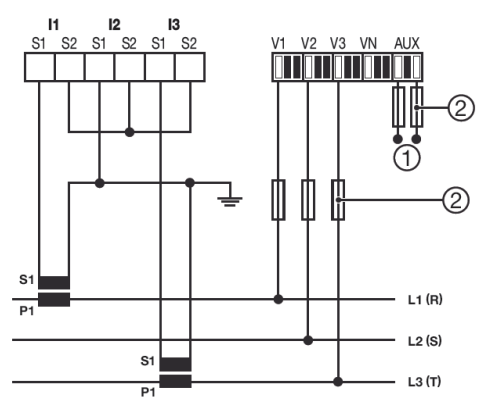 I1 I2 I3
S1 S2 S1 S2 S1 S2 V1 V2 V3 VN AUX
2
1
2
S1
P1 L1 (R)
L2 (S)
S1
P1 L3 (T)